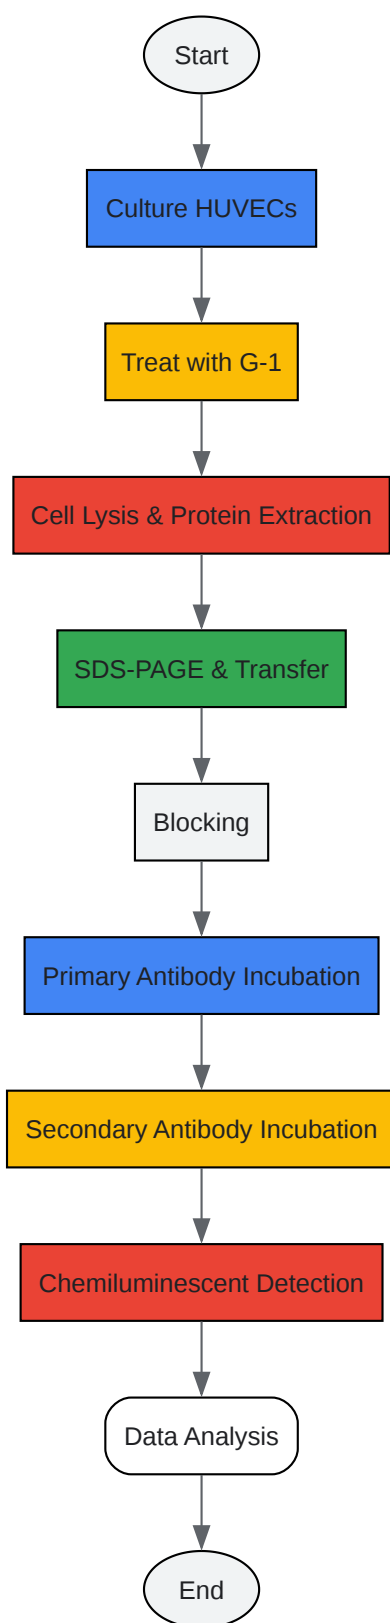 Start
Culture HUVECs
Treat with G-1
Cell Lysis & Protein Extraction
SDS-PAGE & Transfer
Blocking
Primary Antibody Incubation
Secondary Antibody Incubation
Chemiluminescent Detection
Data Analysis
End